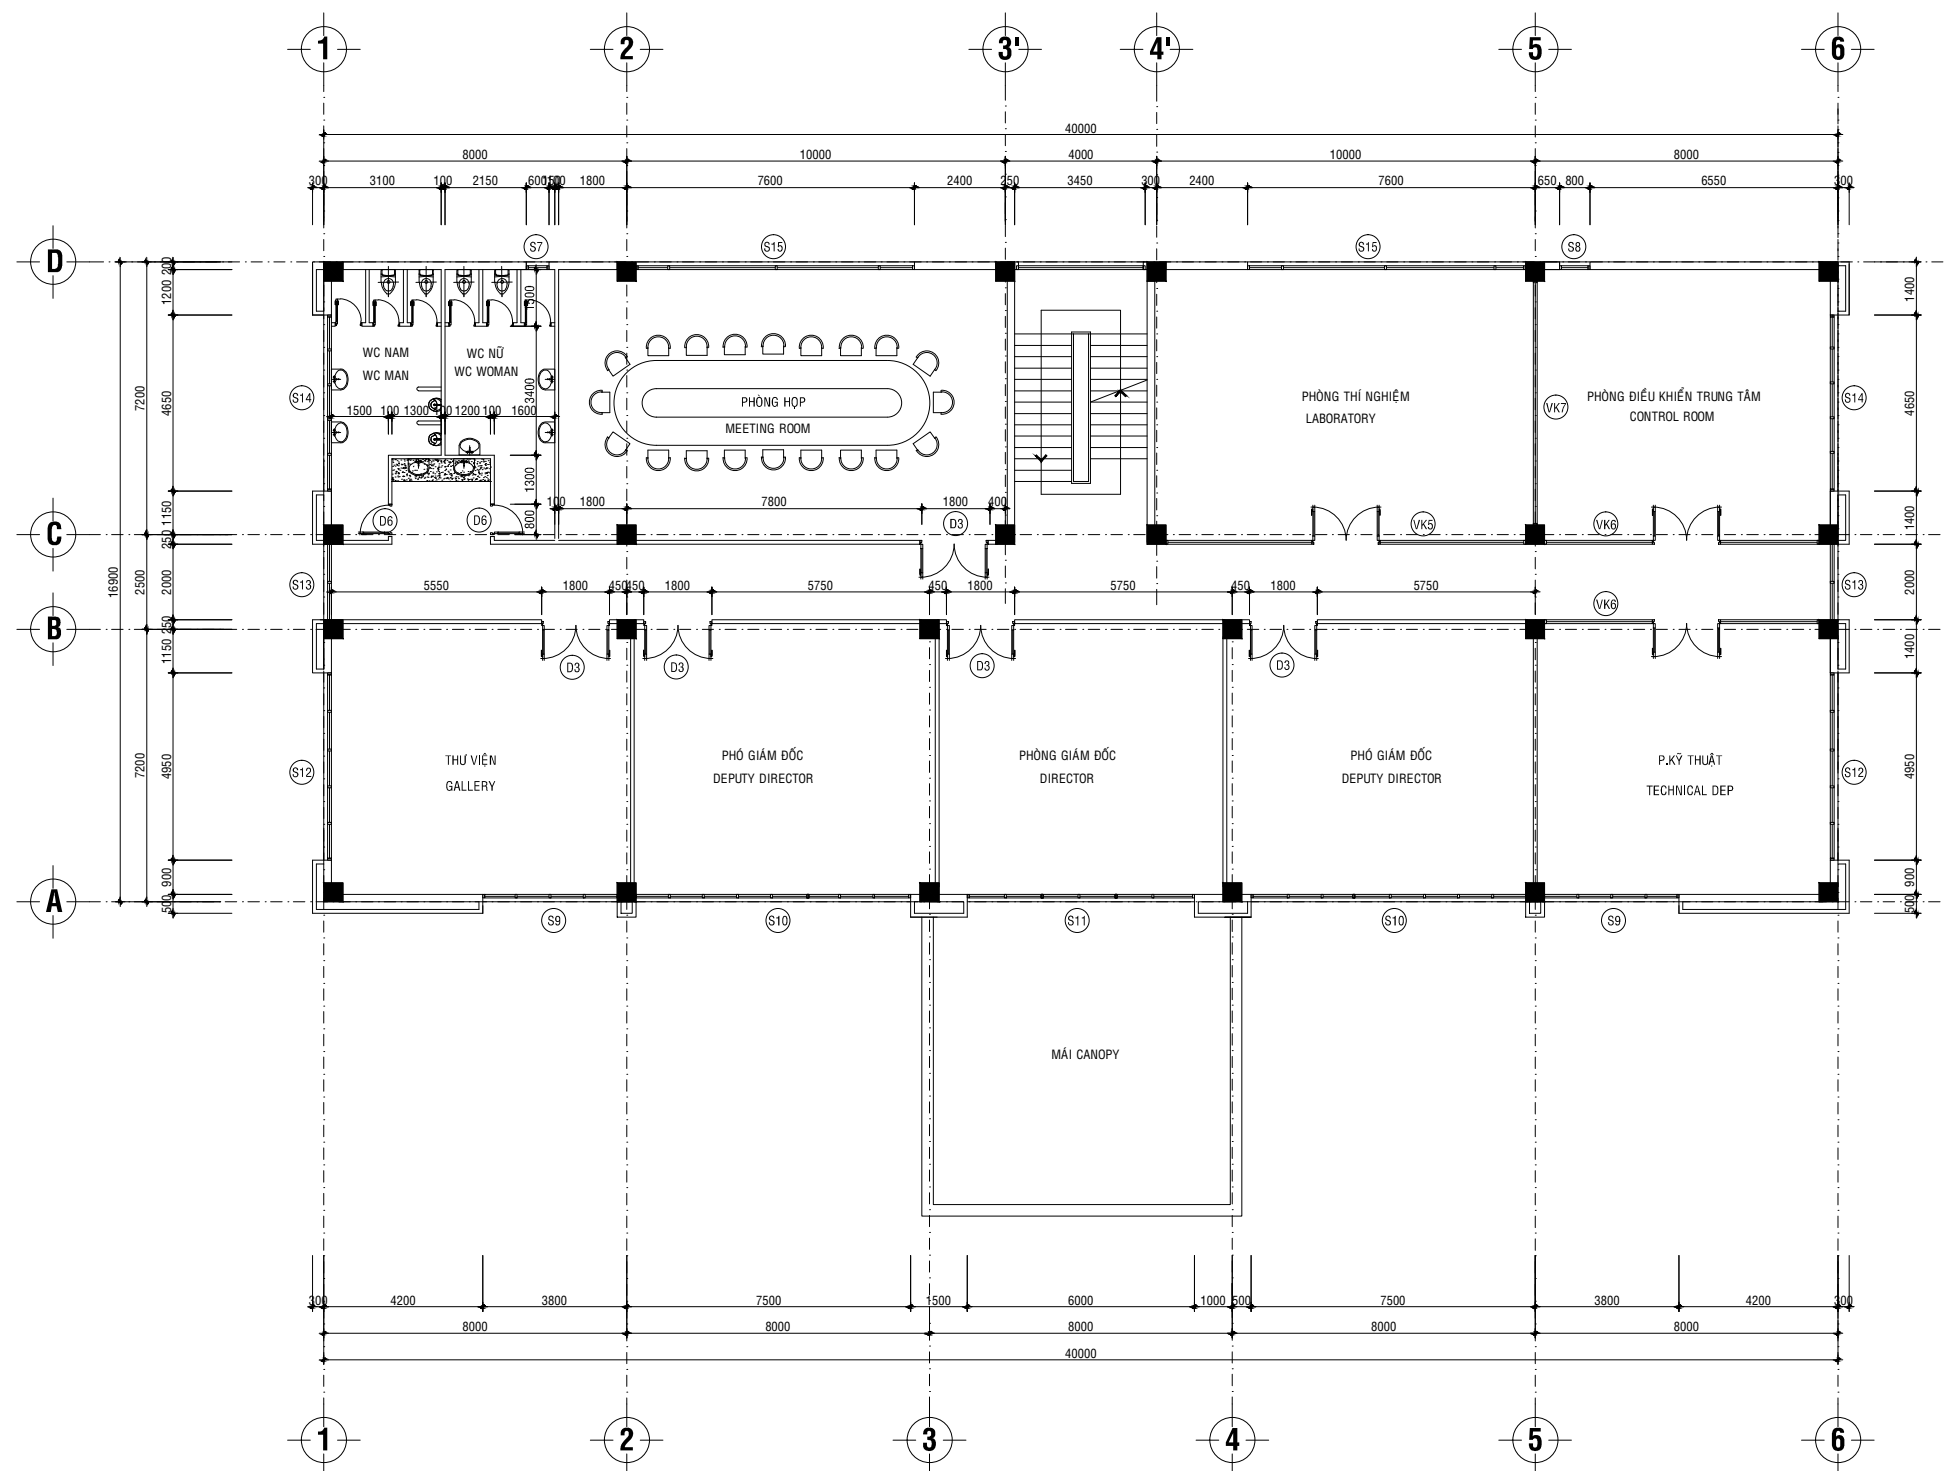 1 2 3' 4' 5 6
40000
8000 10000 4000 10000 8000
300 3100 100 2150 600 1800 7600 2400 250 3450 300 2400 7600 650 800 6550 300
S7 S15 S15 S8
D
200
1200
1300
1400
WC NAM
WC MAN
WC NỮ
WC WOMAN
7200
4650
S14
3400
PHÒNG HỌP
MEETING ROOM
PHÒNG THÍ NGHIỆM
LABORATORY
VK7
PHÒNG ĐIỀU KHIỂN TRUNG TÂM
CONTROL ROOM
S14
4650
1500 100 1300 100 1200 100 1600
1300
100 1800 7800 1800 400
1150
800
1400
D6 D6 D3 VK5 VK6
C
250
16900
2500
2000
S13
S13
2000
5550 1800 450 450 1800 5750 450 1800 5750 450 1800 5750
VK6
B
250
1150
1400
D3 D3 D3 D3
7200
4950
S12
THƯ VIỆN
GALLERY
PHÓ GIÁM ĐỐC
DEPUTY DIRECTOR
PHÒNG GIÁM ĐỐC
DIRECTOR
PHÓ GIÁM ĐỐC
DEPUTY DIRECTOR
P.KỸ THUẬT
TECHNICAL DEP
S12
4950
900
900
A
500
500
S9 S10 S11 S10 S9
MÁI CANOPY
300 4200 3800 7500 1500 6000 1000 500 7500 3800 4200 300
8000 8000 8000 8000 8000
40000
1 2 3 4 5 6